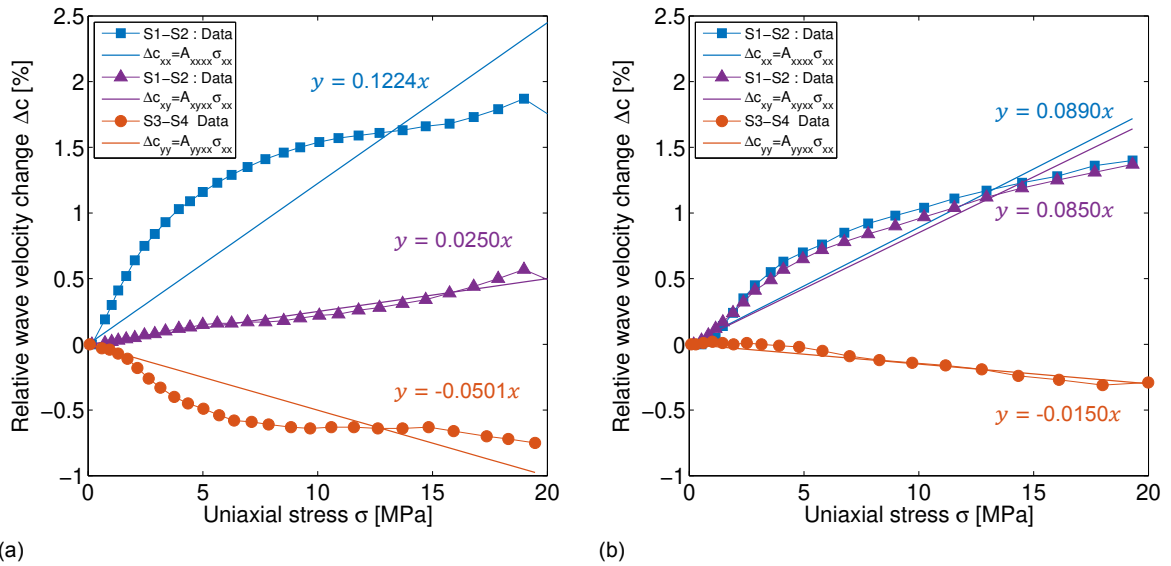 2.5
2
1.5
1
0.5
0
−0.5
−1
Relative wave velocity change Δc [%]
S1−S2 : Data
Δcxx=Axxxxσxx
S1−S2 : Data
Δcxy=Axyxxσxx
S3−S4 Data
Δcyy=Ayyxxσxx
y = 0.1224x
y = 0.0250x
y = -0.0501x
0 5 10 15 20
Uniaxial stress σ [MPa]
(a)
2.5
2
1.5
1
0.5
0
−0.5
−1
Relative wave velocity change Δc [%]
S1−S2 : Data
Δcxx=Axxxxσxx
S1−S2 : Data
Δcxy=Axyxxσxx
S3−S4 Data
Δcyy=Ayyxxσxx
y = 0.0890x
y = 0.0850x
y = -0.0150x
0 5 10 15 20
Uniaxial stress σ [MPa]
(b)